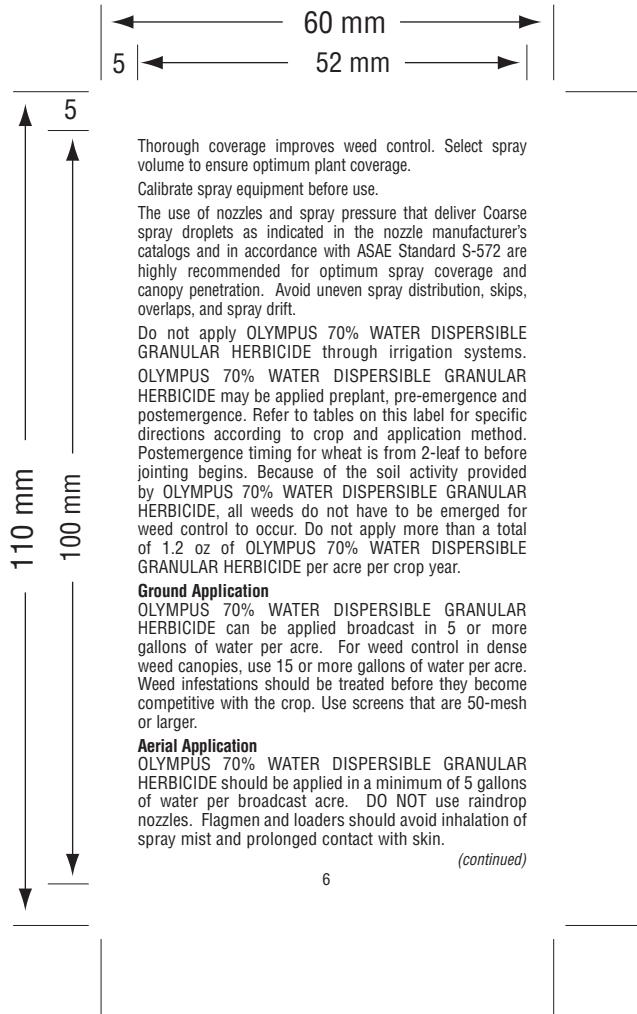 60 mm
5 52 mm
5
110 mm
100 mm
Thorough coverage improves weed control. Select spray
volume to ensure optimum plant coverage.
Calibrate spray equipment before use.
The use of nozzles and spray pressure that deliver Coarse
spray droplets as indicated in the nozzle manufacturer's
catalogs and in accordance with ASAE Standard S-572 are
highly recommended for optimum spray coverage and
canopy penetration. Avoid uneven spray distribution, skips,
overlaps, and spray drift.
Do not apply OLYMPUS 70% WATER DISPERSIBLE
GRANULAR HERBICIDE through irrigation systems.
OLYMPUS 70% WATER DISPERSIBLE GRANULAR
HERBICIDE may be applied preplant, pre-emergence and
postemergence. Refer to tables on this label for specific
directions according to crop and application method.
Postemergence timing for wheat is from 2-leaf to before
jointing begins. Because of the soil activity provided
by OLYMPUS 70% WATER DISPERSIBLE GRANULAR
HERBICIDE, all weeds do not have to be emerged for
weed control to occur. Do not apply more than a total
of 1.2 oz of OLYMPUS 70% WATER DISPERSIBLE
GRANULAR HERBICIDE per acre per crop year.
Ground Application
OLYMPUS 70% WATER DISPERSIBLE GRANULAR
HERBICIDE can be applied broadcast in 5 or more
gallons of water per acre. For weed control in dense
weed canopies, use 15 or more gallons of water per acre.
Weed infestations should be treated before they become
competitive with the crop. Use screens that are 50-mesh
or larger.
Aerial Application
OLYMPUS 70% WATER DISPERSIBLE GRANULAR
HERBICIDE should be applied in a minimum of 5 gallons
of water per broadcast acre. DO NOT use raindrop
nozzles. Flagmen and loaders should avoid inhalation of
spray mist and prolonged contact with skin.
(continued)
6